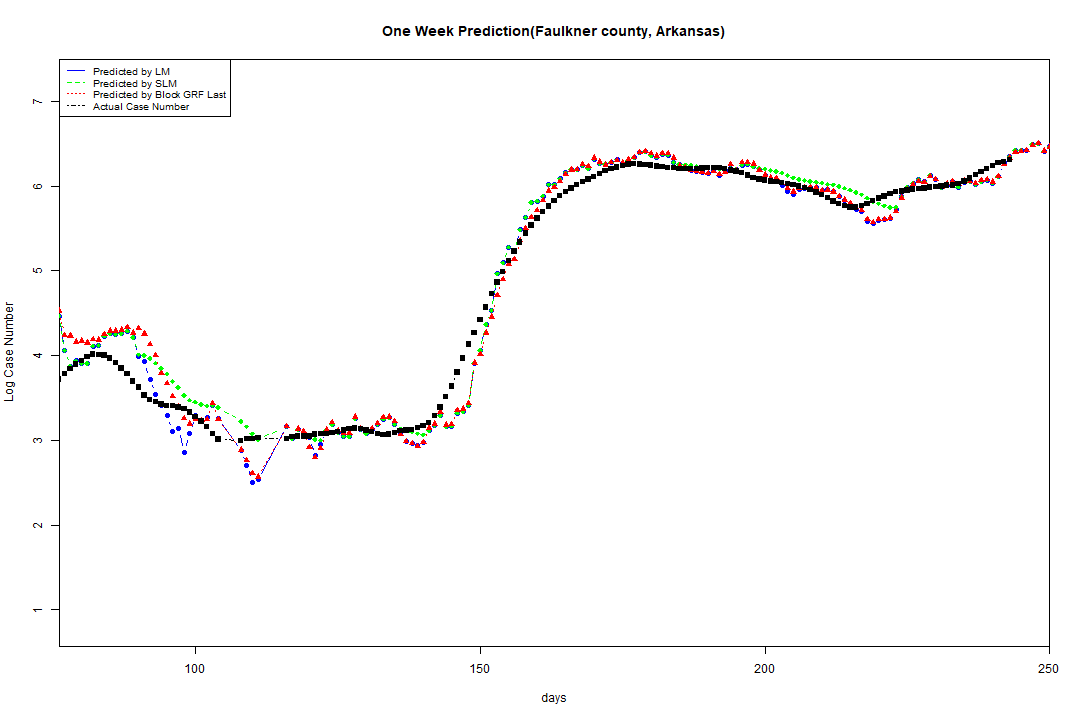 One Week Prediction(Faulkner county, Arkansas)
Predicted by LM
Predicted by SLM
Predicted by Block GRF Last
Actual Case Number
7
6
5
4
3
2
1
Log Case Number
100 150 200 250
days